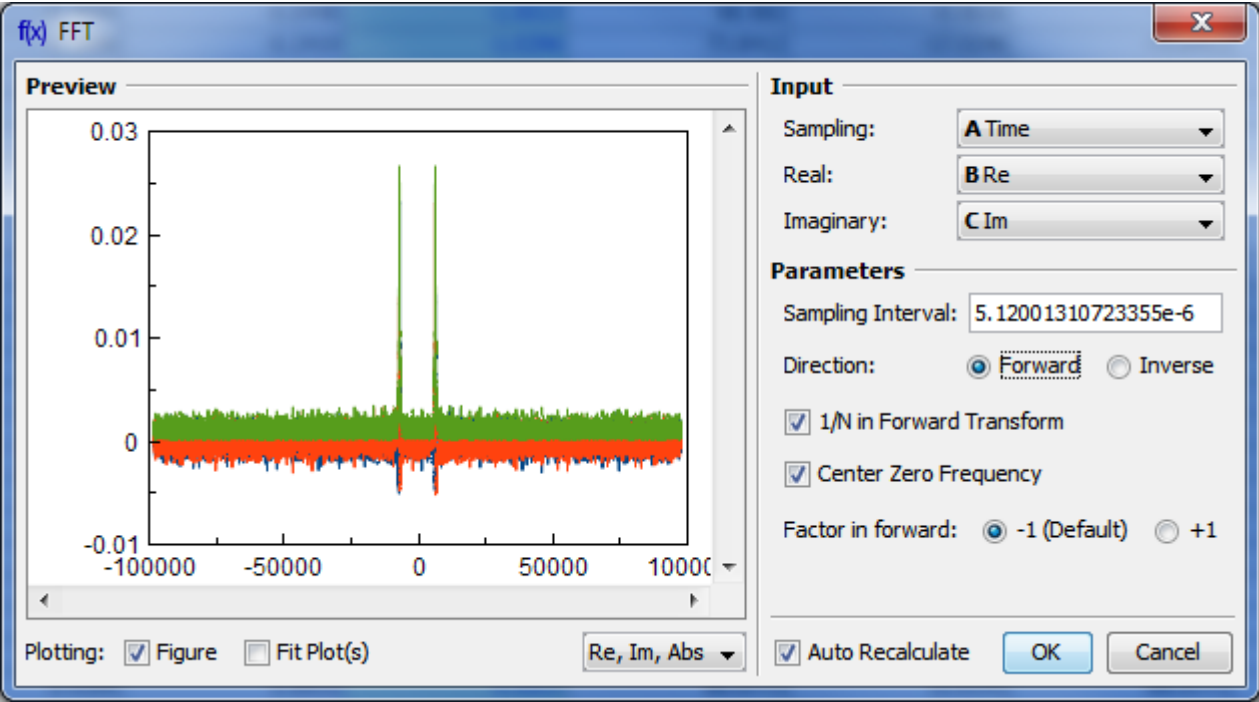 f(x) FFT
X
Preview
0.03
0.02
0.01
0
-0.01
-100000 -50000 0 50000 10000
Plotting: Figure Fit Plot(s) Re, Im, Abs
Input
Sampling: A Time
Real: B Re
Imaginary: C Im
Parameters
Sampling Interval: 5.12001310723355e-6
Direction: Forward Inverse
1/N in Forward Transform
Center Zero Frequency
Factor in forward: -1 (Default) +1
Auto Recalculate OK Cancel